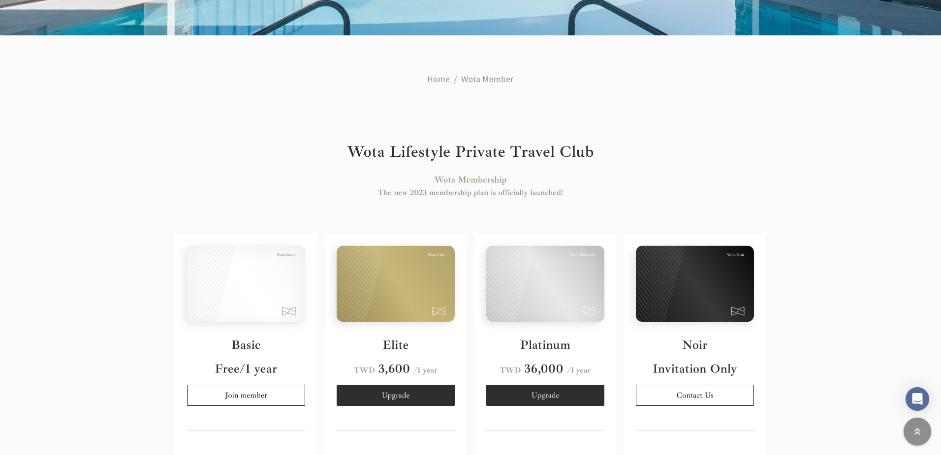 Home / Wota Member
Wota Lifestyle Private Travel Club
Wota Membership
The new 2023 membership plan is officially launched!
Basic
Free/1 year
Join member
Elite
TWD 3,600 /1 year
Upgrade
Platinum
TWD 36,000 /1 year
Upgrade
Noir
Invitation Only
Contact Us